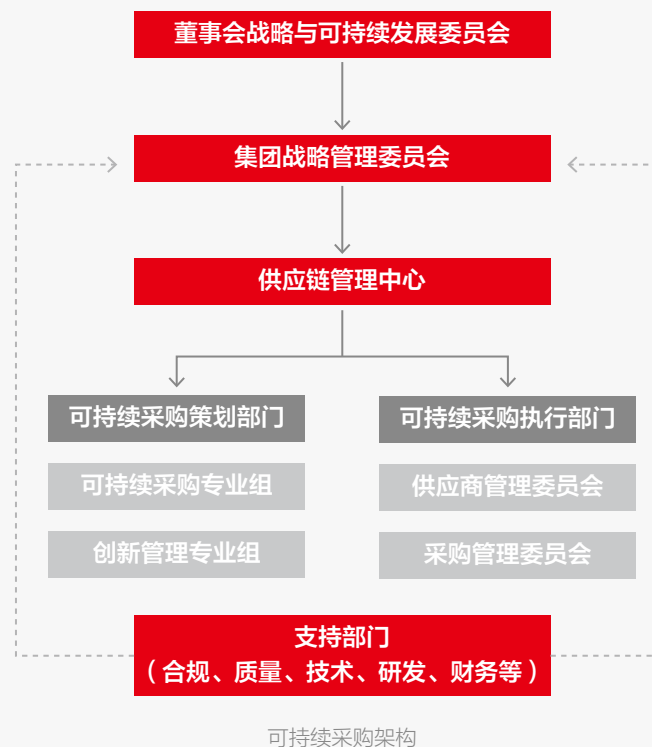 董事会战略与可持续发展委员会
集团战略管理委员会
供应链管理中心
可持续采购策划部门
可持续采购执行部门
可持续采购专业组
供应商管理委员会
创新管理专业组
采购管理委员会
支持部门
（合规、质量、技术、研发、财务等）
可持续采购架构